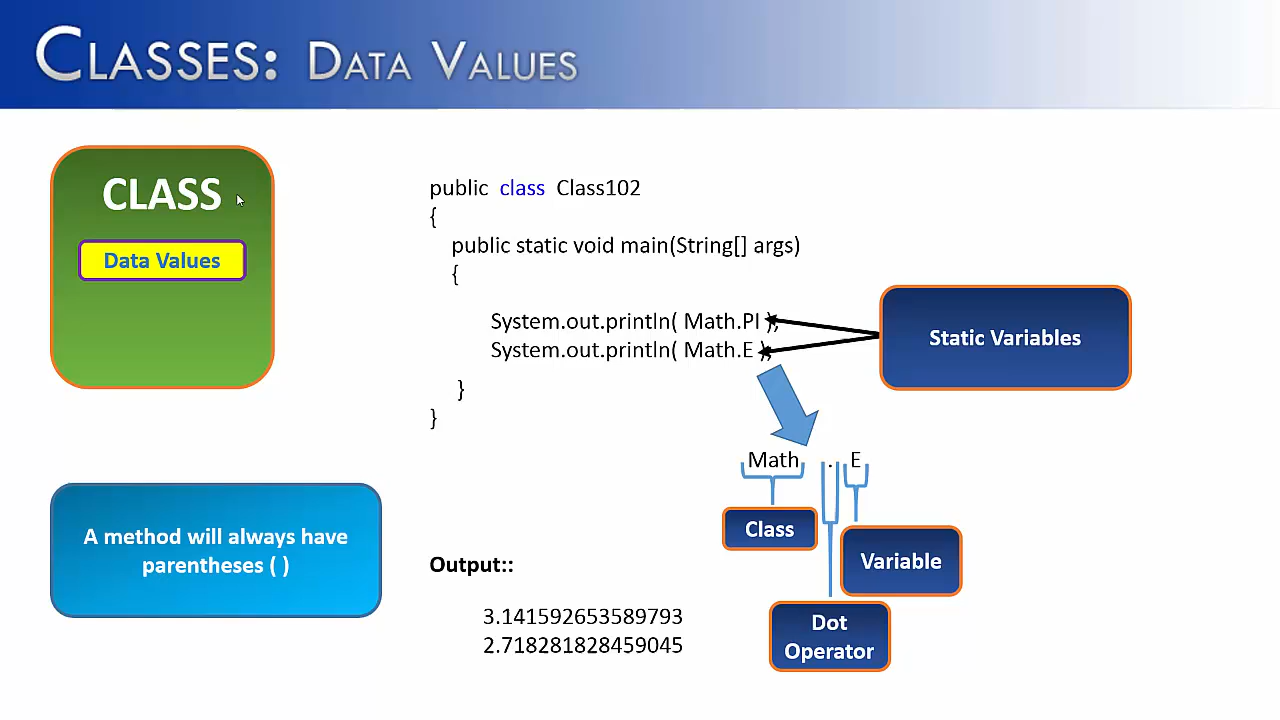 CLASSES: DATA VALUES
CLASS
Data Values
A method will always have
parentheses ( )
public class Class102
{
public static void main(String[] args)
{
System.out.println( Math.PI );
System.out.println( Math.E );
}
}
Static Variables
Math . E
Class
Variable
Dot
Operator
Output::
3.141592653589793
2.718281828459045